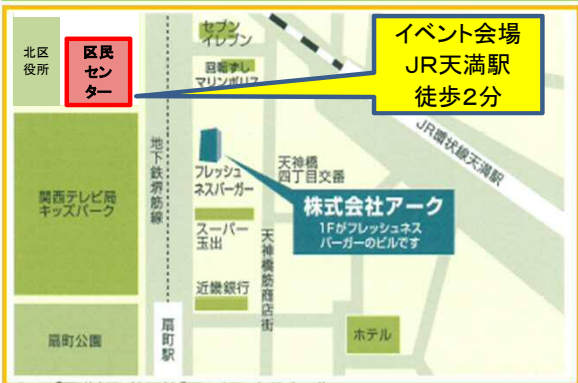 北区
役所
区民
セン
ター
セブン
イレブン
回転ずし
マリンポリス
イベント会場
JR天満駅
徒歩2分
JR環状線天満駅
地下鉄堺筋線
フレッシュ
ネスバーガー
天神橋
四丁目交番
関西テレビ局
キッズパーク
株式会社アーク
1Fがフレッシュネス
バーガーのビルです
スーパー
玉出
天神橋筋商店街
近畿銀行
扇町公園
扇町駅
ホテル